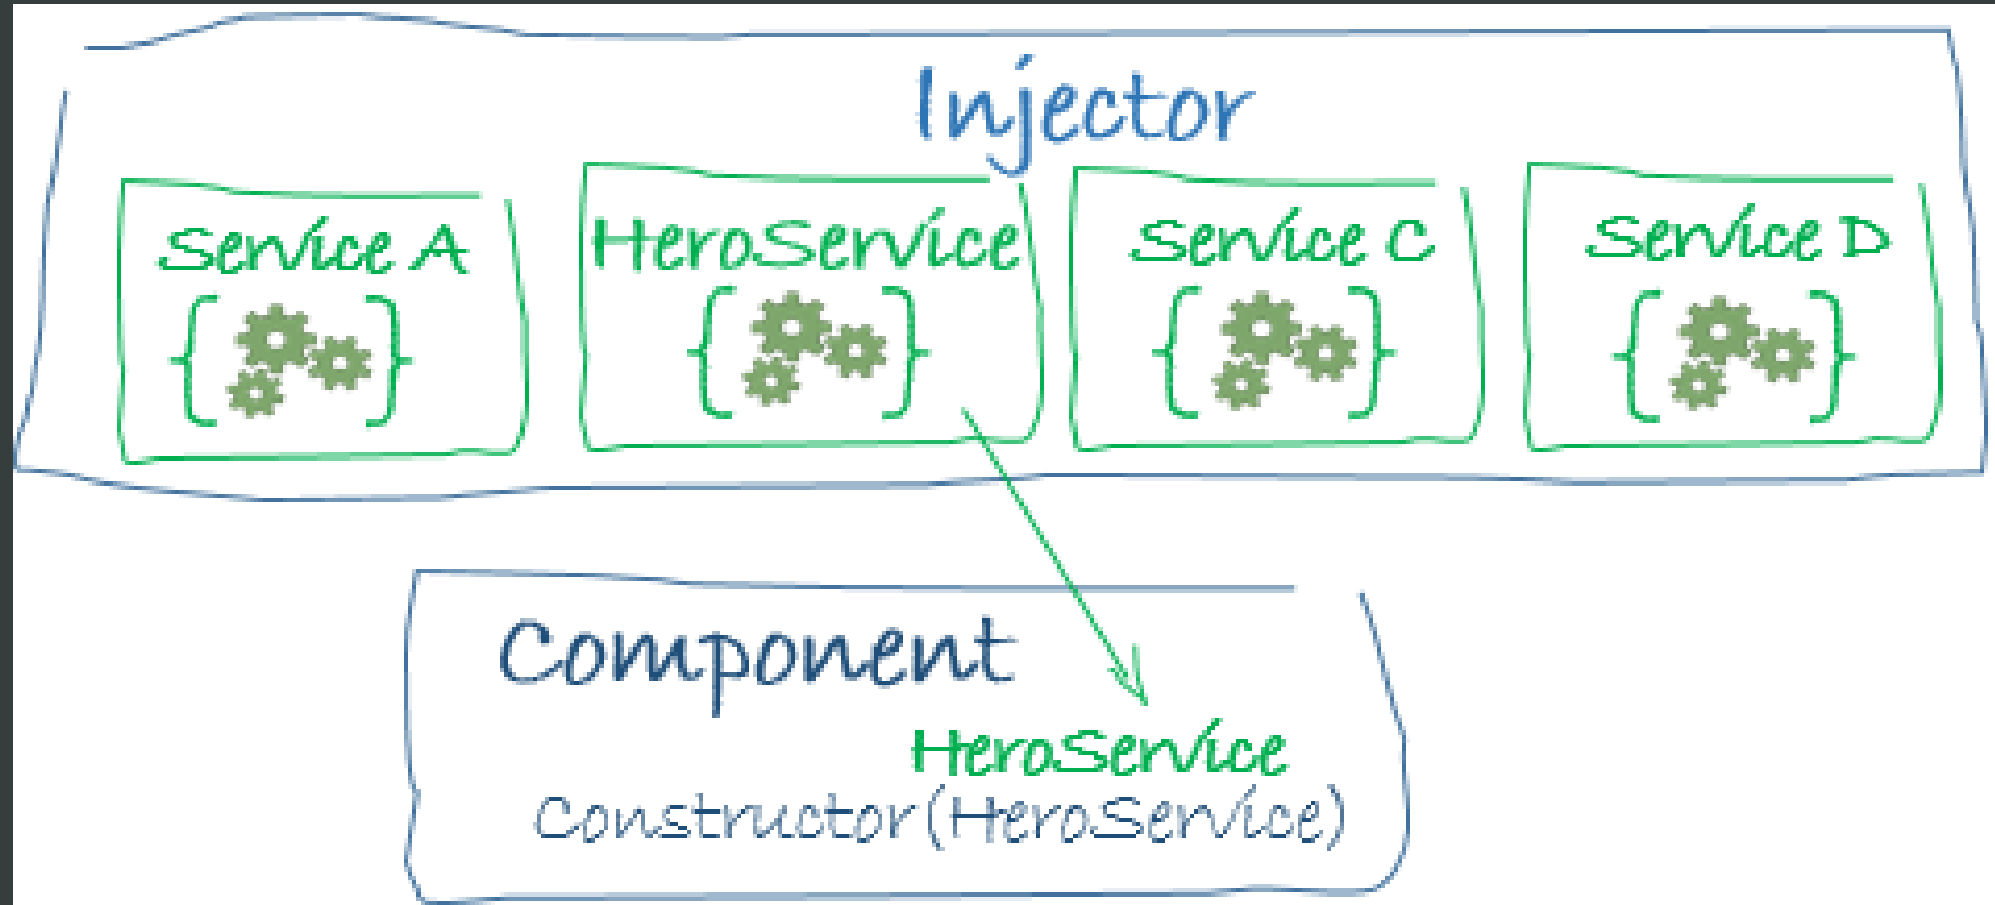 Injector
Service A
HeroService
Service C
Service D
Component
HeroService
Constructor(HeroService)